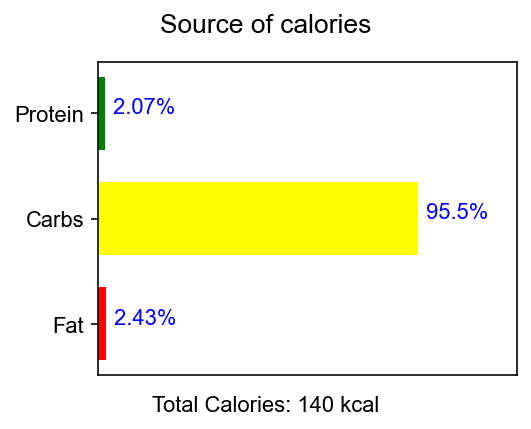 Source of calories
Protein
2.07%
Carbs
95.5%
Fat
2.43%
Total Calories: 140 kcal